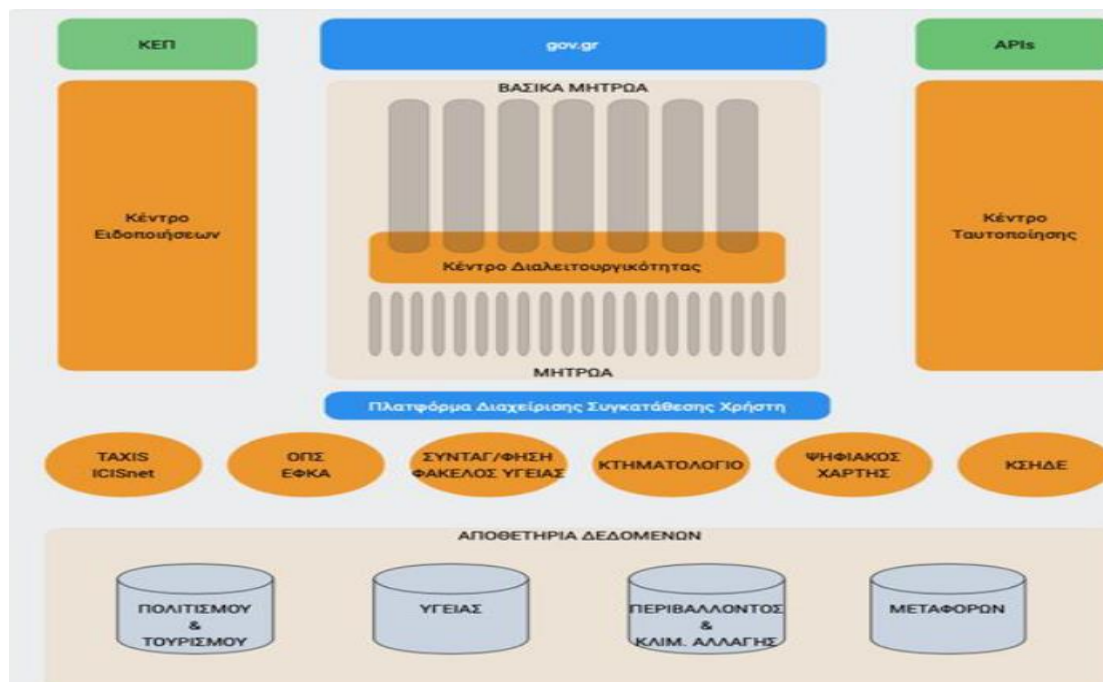 ΚΕΠ
gov.gr
APIs
ΒΑΣΙΚΑ ΜΗΤΡΩΑ
Κέντρο
Ειδοποιήσεων
Κέντρο
Ταυτοποίησης
Κέντρο Διαλειτουργικότητας
ΜΗΤΡΩΑ
Πλατφόρμα Διαχείρισης Συγκατάθεσης Χρήστη
TAXIS
ICISnet
ΟΠΣ
ΕΦΚΑ
ΣΥΝΤΑΓ/ΦΗΣΗ
ΦΑΚΕΛΟΣ ΥΓΕΙΑΣ
ΚΤΗΜΑΤΟΛΟΓΙΟ
ΨΗΦΙΑΚΟΣ
ΧΑΡΤΗΣ
ΚΣΗΔΕ
ΑΠΟΘΕΤΗΡΙΑ ΔΕΔΟΜΕΝΩΝ
ΠΟΛΙΤΙΣΜΟΥ
&
ΤΟΥΡΙΣΜΟΥ
ΥΓΕΙΑΣ
ΠΕΡΙΒΑΛΛΟΝΤΟΣ
&
ΚΛΙΜ. ΑΛΛΑΓΗΣ
ΜΕΤΑΦΟΡΩΝ